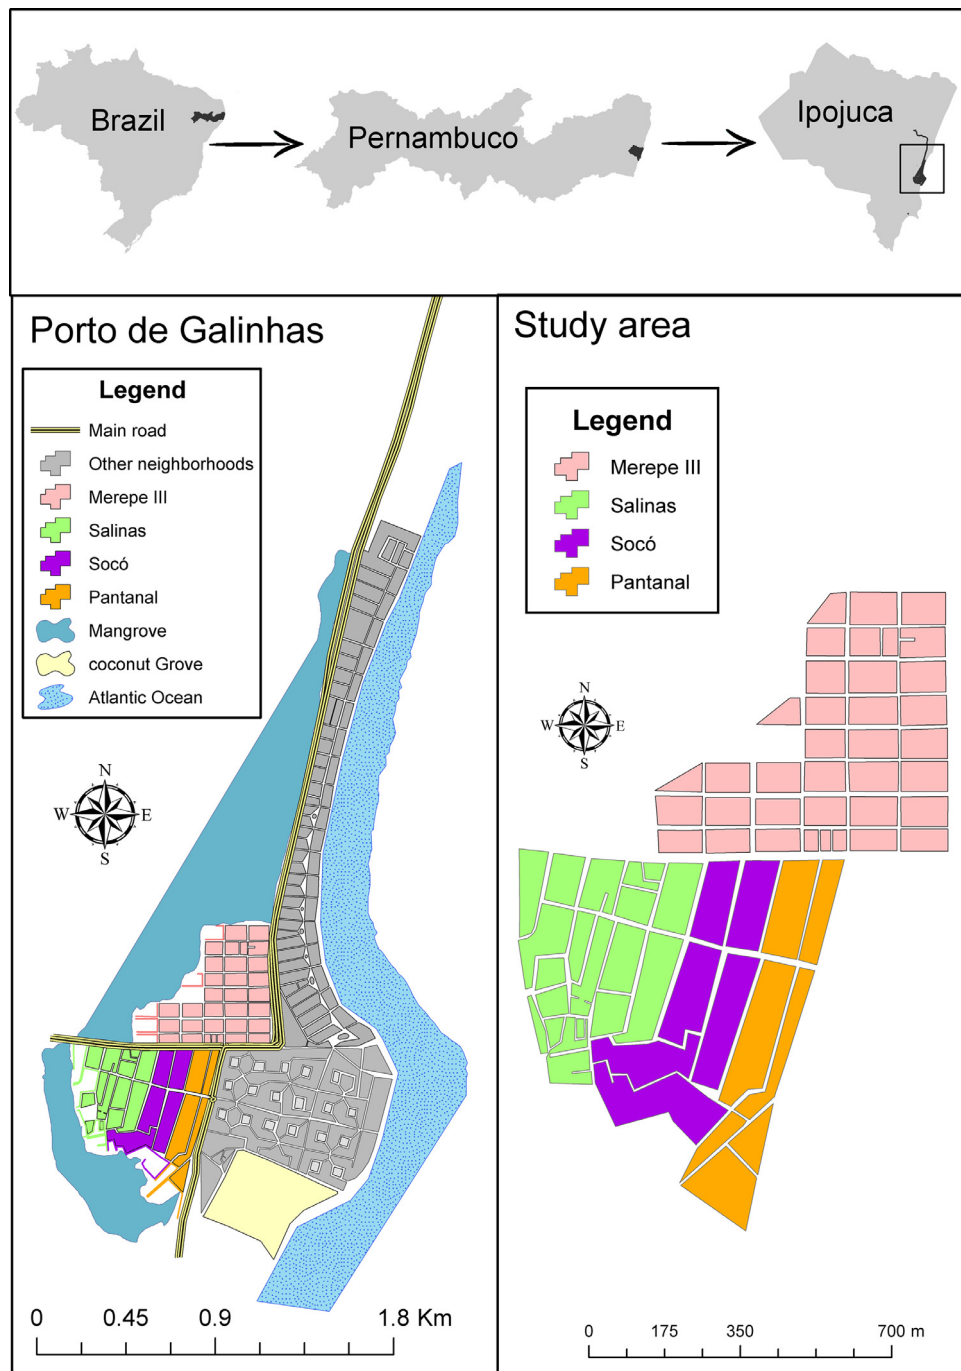 Brazil
Pernambuco
Ipojuca
Porto de Galinhas
Legend
Main road
Other neighborhoods
Merepe III
Salinas
Socó
Pantanal
Mangrove
coconut Grove
Atlantic Ocean
N
W E
S
0 0.45 0.9 1.8 Km
Study area
Legend
Merepe III
Salinas
Socó
Pantanal
N
W E
S
0 175 350 700 m